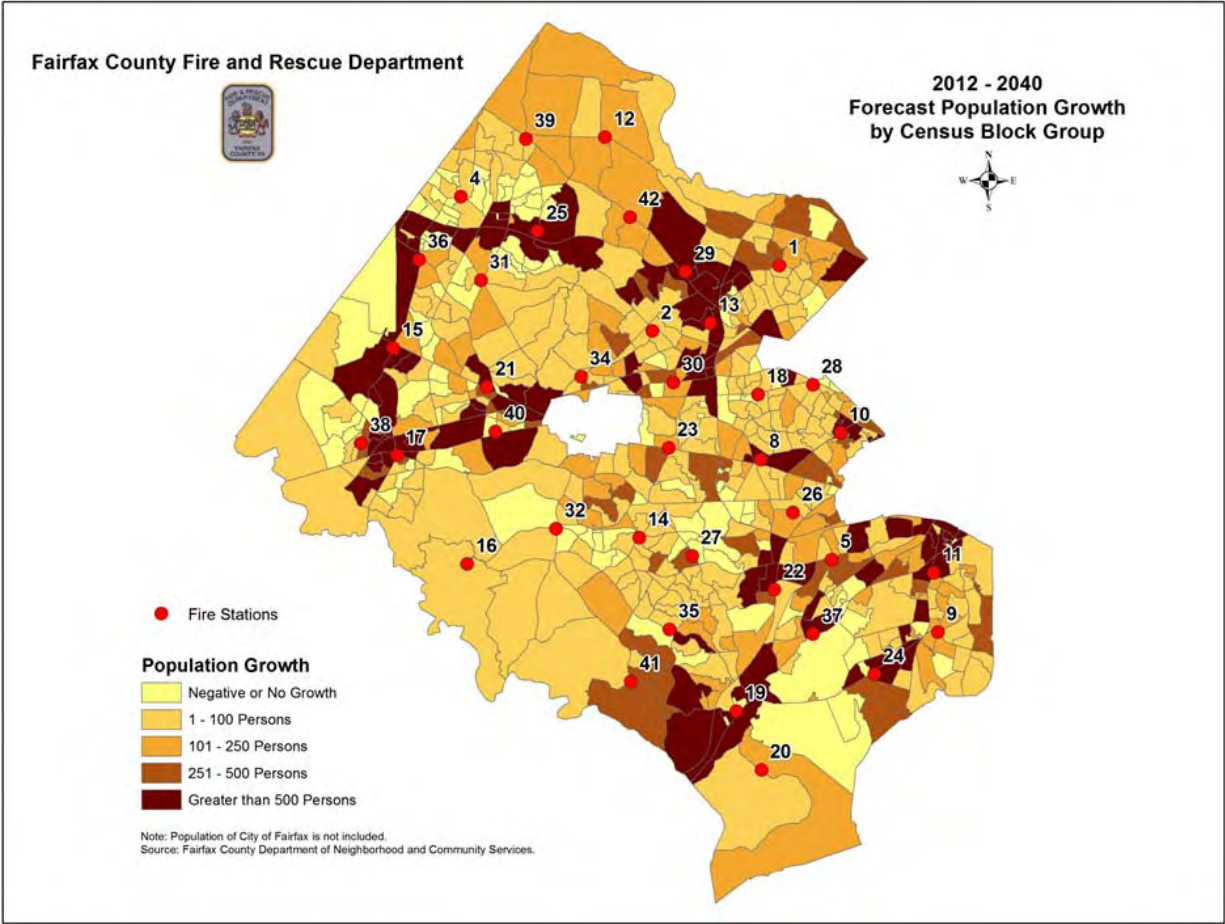 Fairfax County Fire and Rescue Department
2012 - 2040
Forecast Population Growth
by Census Block Group
N
W E
S
39
12
4
42
25
36
29
1
31
13
2
15
34
21
30
28
18
40
10
38
17
23
8
26
32
14
5
27
16
11
22
35
37
9
24
41
19
20
Fire Stations
Population Growth
Negative or No Growth
1 - 100 Persons
101 - 250 Persons
251 - 500 Persons
Greater than 500 Persons
Note: Population of City of Fairfax is not included.
Source: Fairfax County Department of Neighborhood and Community Services.